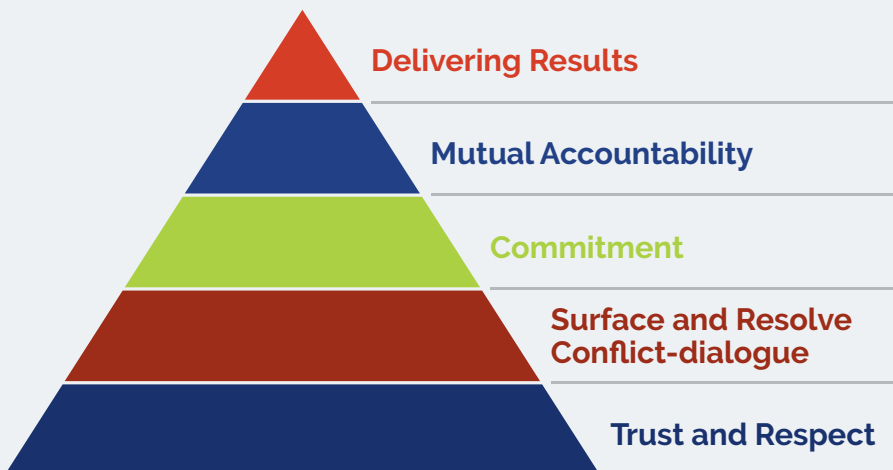 Delivering Results
Mutual Accountability
Commitment
Surface and Resolve
Conflict-dialogue
Trust and Respect